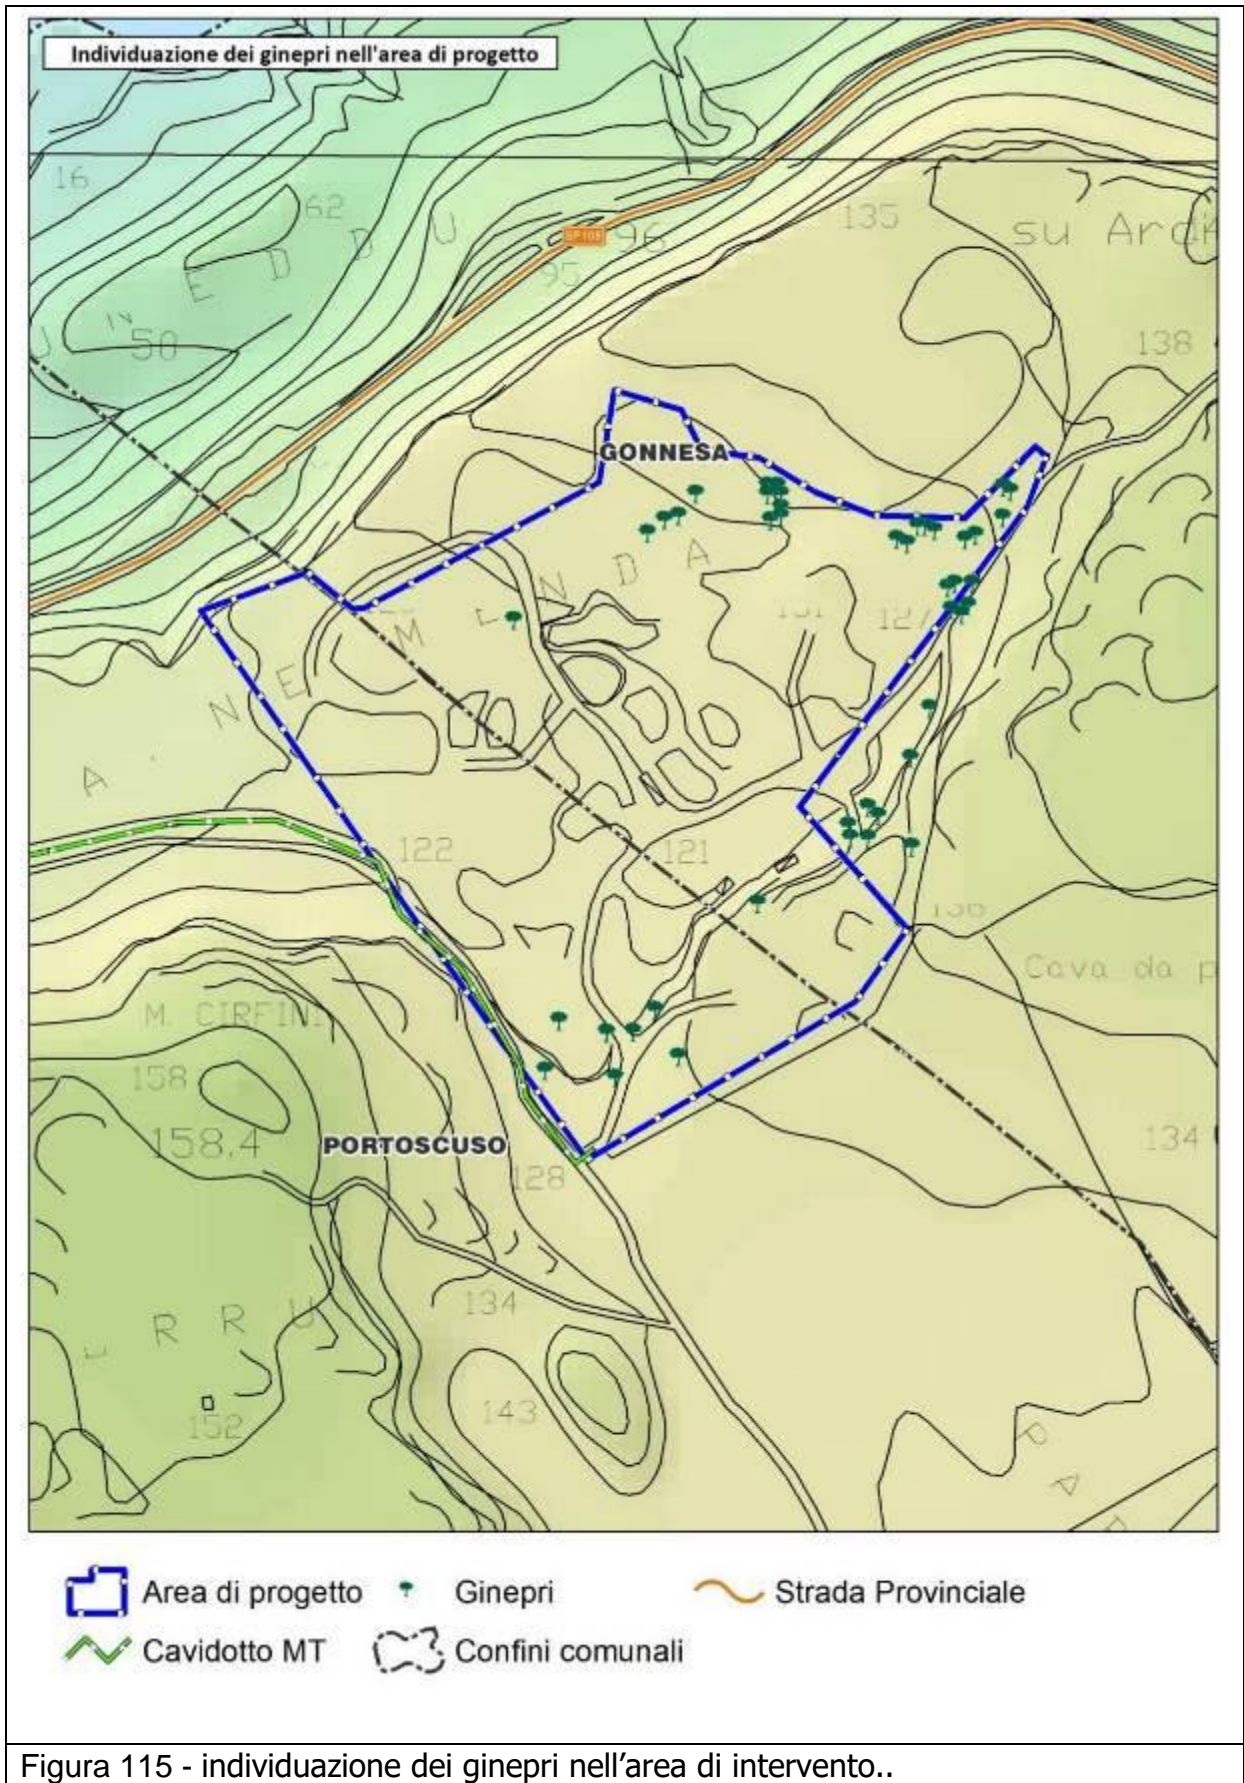 Individuazione dei ginepri nell'area di progetto
16
62
U
D
D
E
SP108
96
95
135
su
138
50
GONNESA
A
D
N
M
127
N
E
A
122
121
Cava da p
M. CIRFINI
158
158.4
PORTOSCUSO
128
134
134
R R U
143
152
Area di progetto
Ginepri
Strada Provinciale
Cavidotto MT
Confini comunali
Figura 115 - individuazione dei ginepri nell’area di intervento..